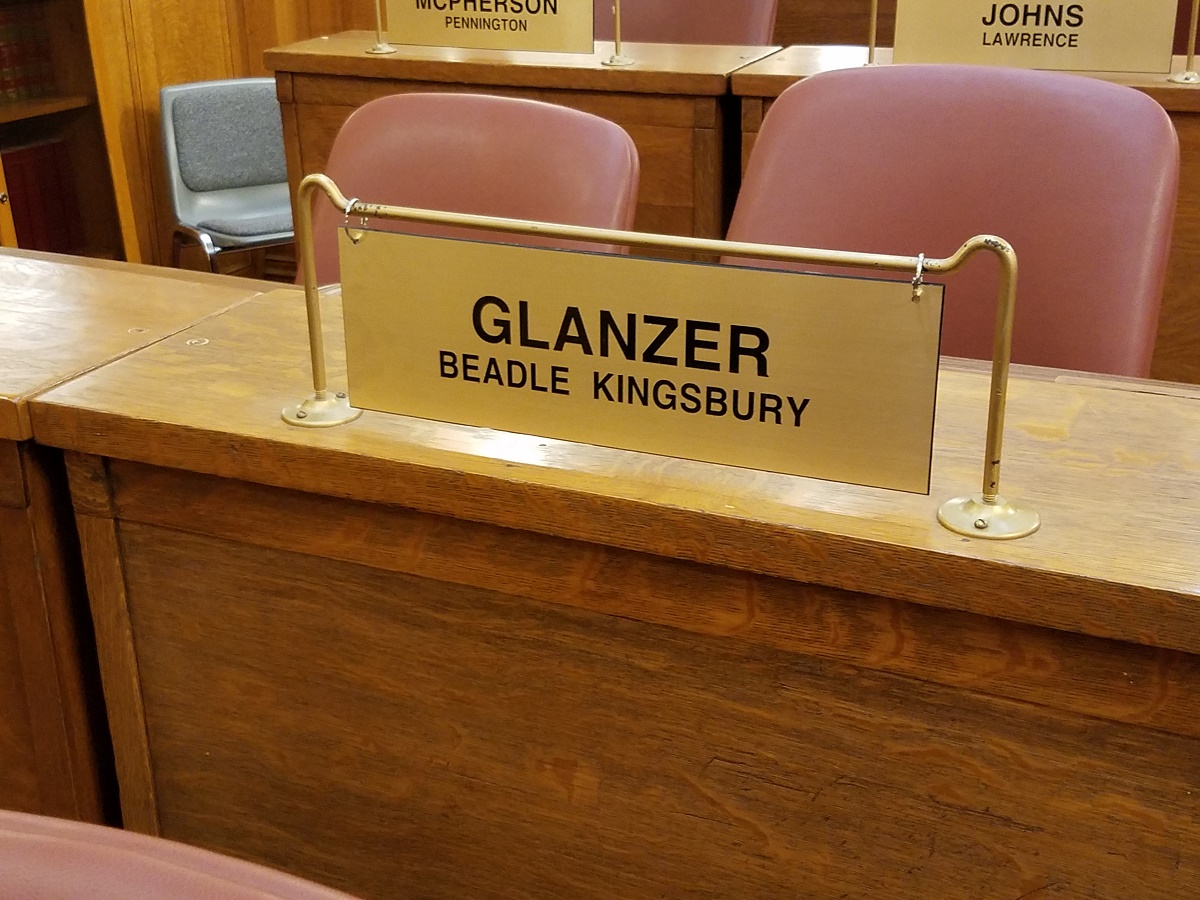 MCPHERSON
PENNINGTON
JOHNS
LAWRENCE
GLANZER
BEADLE KINGSBURY